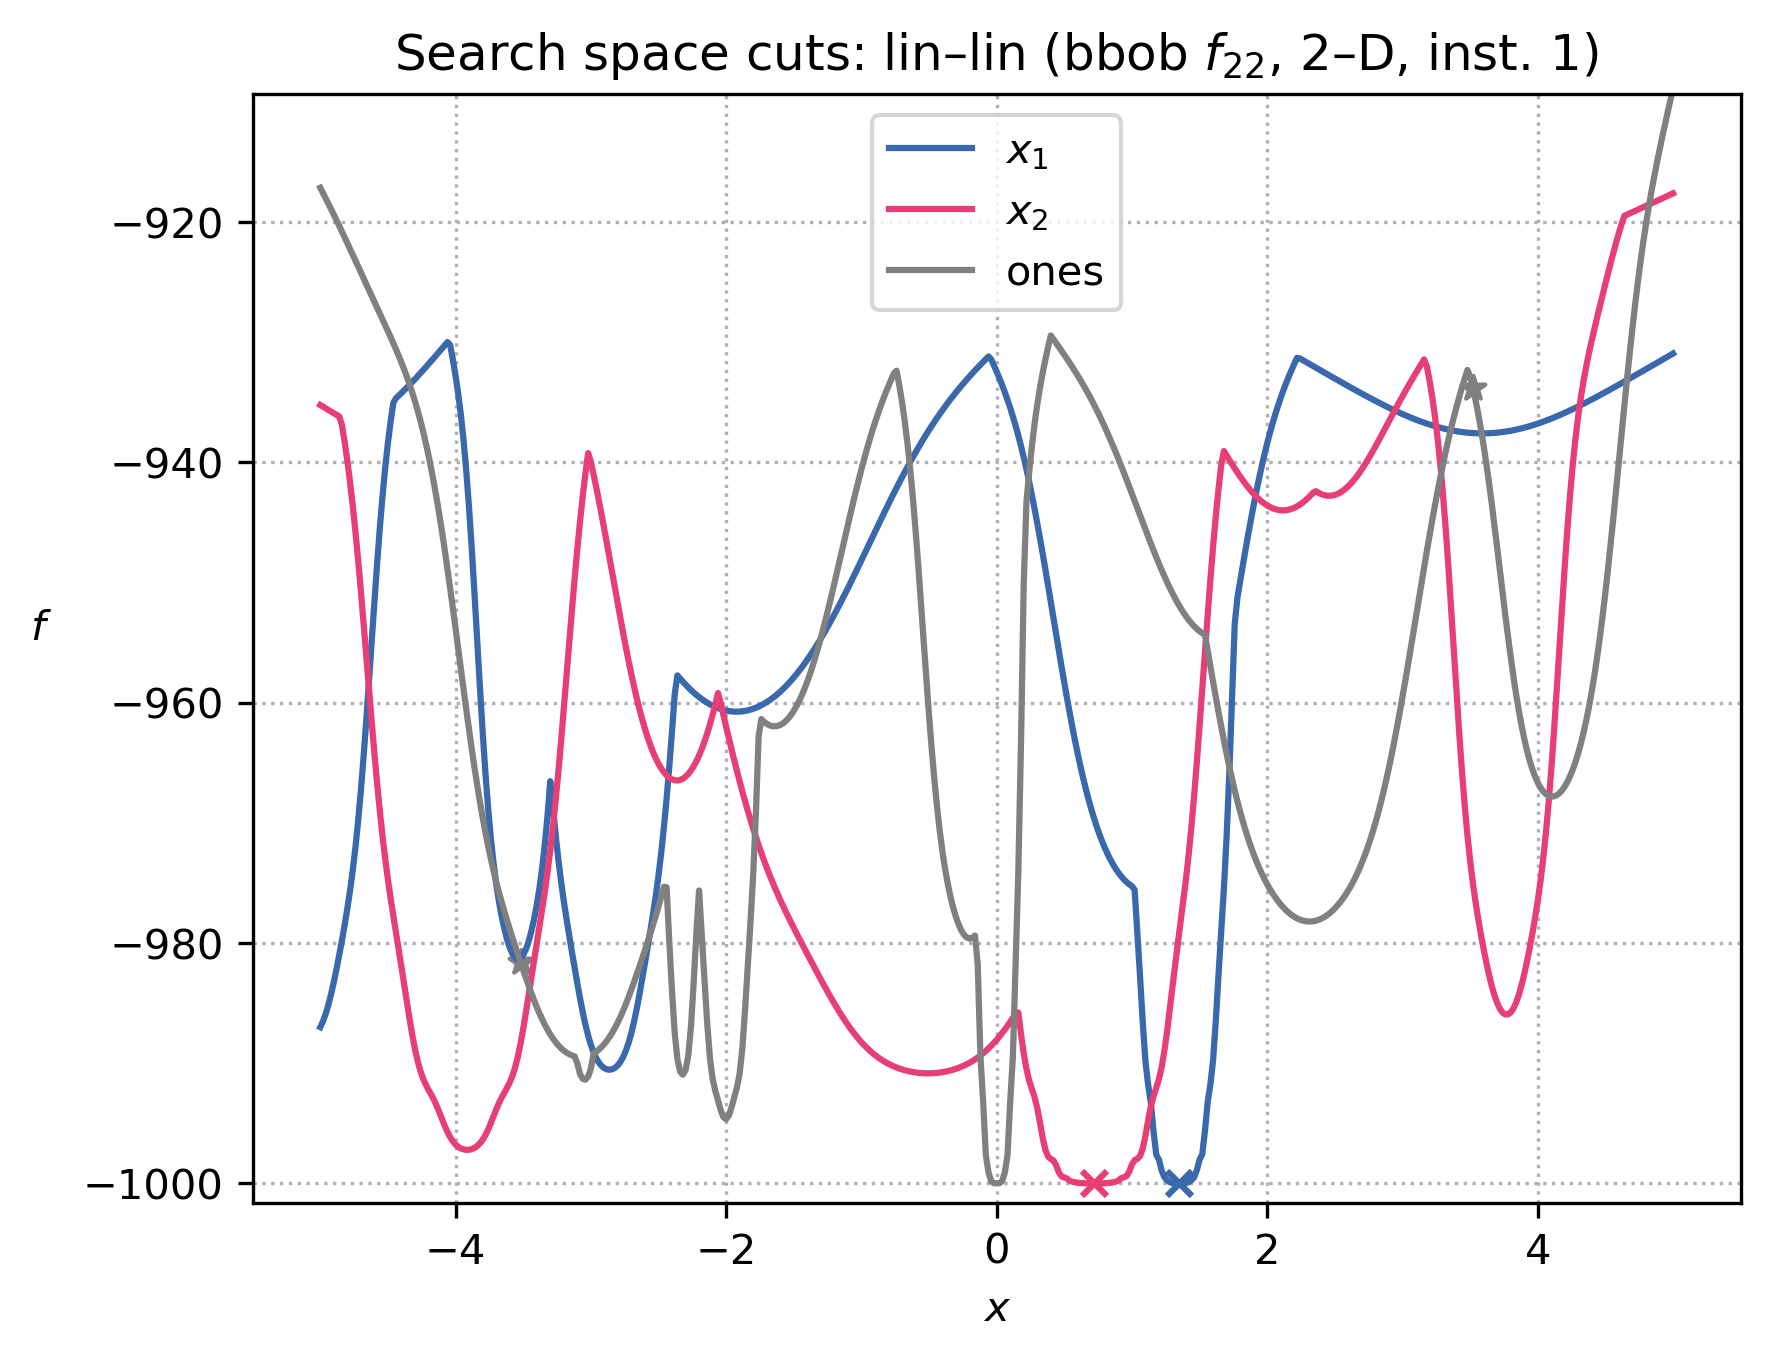 Search space cuts: lin–lin (bbob f₂₂, 2–D, inst. 1)
x₁
x₂
ones
−920
−940
−960
−980
−1000
f
−4 −2 0 2 4
x